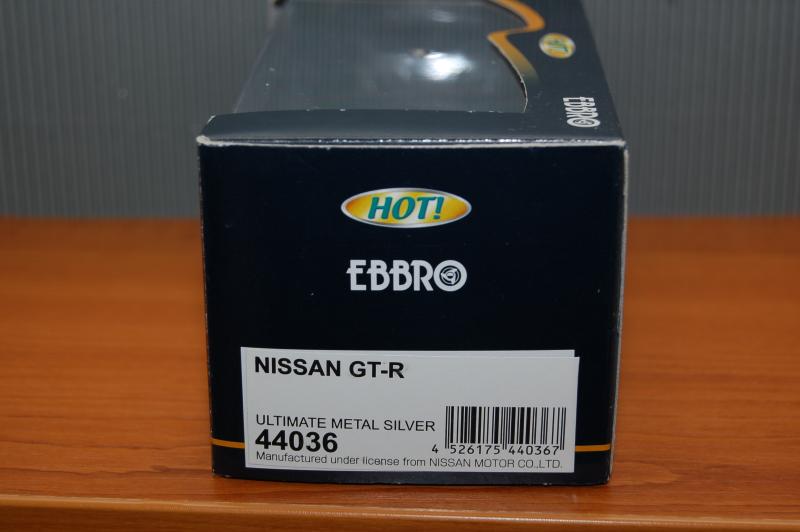 HOT!
EBBRO
HOT!
EBBRO
NISSAN GT-R
ULTIMATE METAL SILVER
44036
4 526175 440367
Manufactured under license from NISSAN MOTOR CO.,LTD.